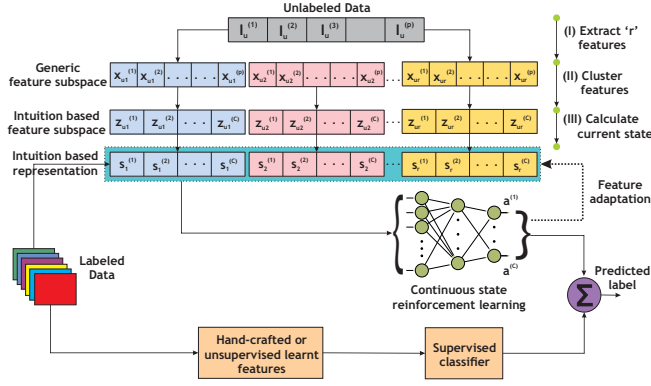 Unlabeled Data
I_u^(1) I_u^(2) I_u^(3) I_u^(p)
(I) Extract 'r'
features
Generic
feature subspace
x_u1^(1) x_u1^(2) . . . . . . x_u1^(p) x_u2^(1) x_u2^(2) . . . . . . x_u2^(p) ... x_ur^(1) x_ur^(2) . . . . . . x_ur^(p)
(II) Cluster
features
Intuition based
feature subspace
z_u1^(1) z_u1^(2) . . . . z_u1^(C) z_u2^(1) z_u2^(2) . . . . z_u2^(C) ... z_ur^(1) z_ur^(2) . . . . z_ur^(C)
(III) Calculate
current state
Intuition based
representation
s_1^(1) s_1^(2) . . . . s_1^(C) s_2^(1) s_2^(2) . . . . s_2^(C) ... s_r^(1) s_r^(2) . . . . s_r^(C)
Feature
adaptation
a^(1)
a^(C)
Continuous state
reinforcement learning
Labeled
Data
Predicted
label
Σ
Hand-crafted or
unsupervised learnt
features
Supervised
classifier